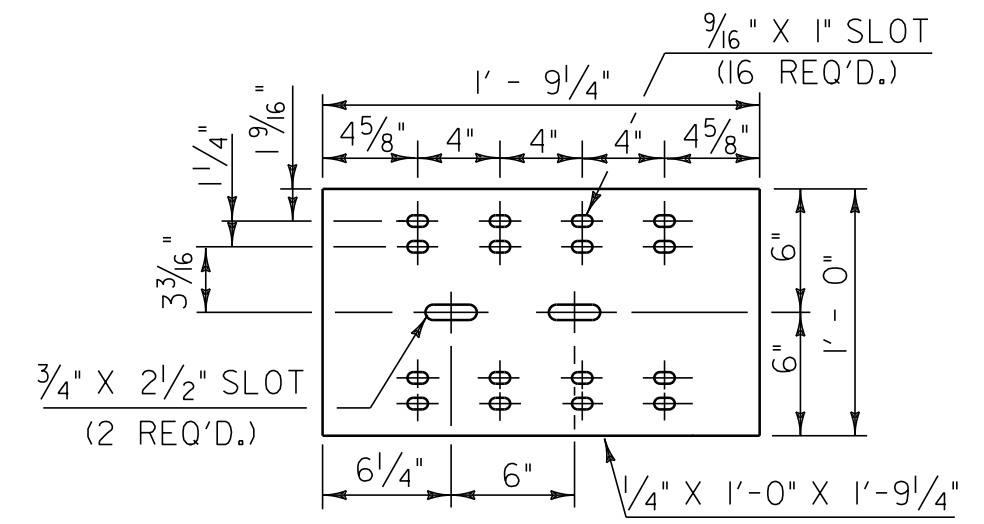 9/16" X 1" SLOT
(16 REQ'D.)
1' - 9 1/4"
4 5/8" 4" 4" 4" 4 5/8"
1 9/16"
1 1/4"
3 3/16"
6"
1' - 0"
6"
3/4" X 2 1/2" SLOT
(2 REQ'D.)
6 1/4" 6"
1/4" X 1'-0" X 1'-9 1/4"